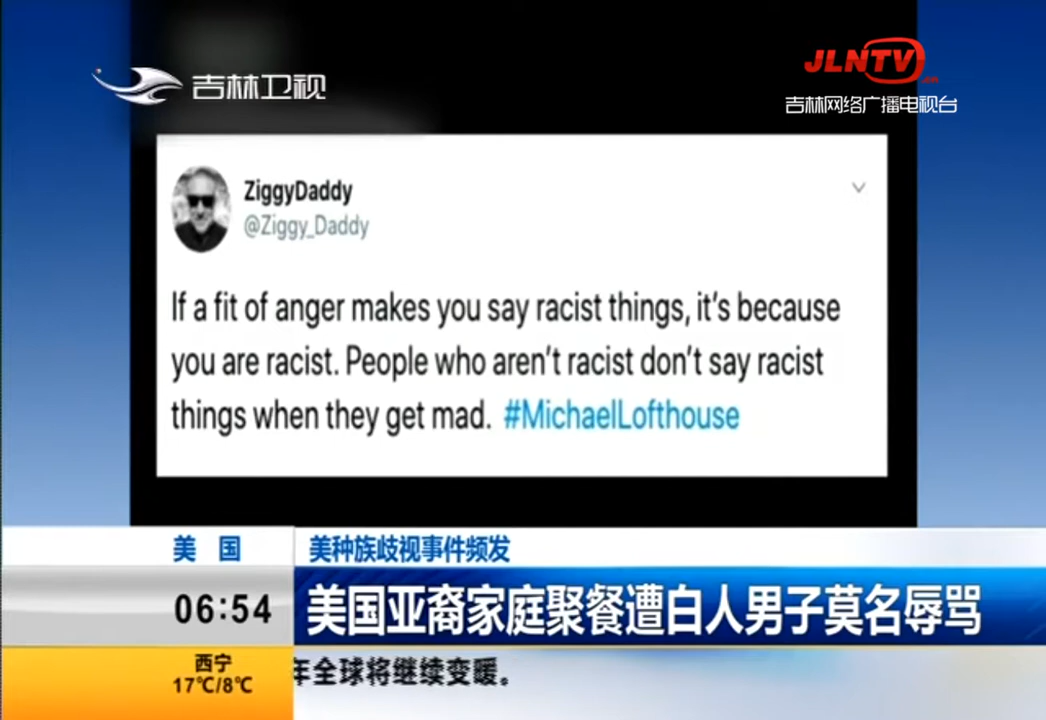 吉林卫视
JLNTV.cn
吉林网络广播电视台
ZiggyDaddy
@Ziggy_Daddy
If a fit of anger makes you say racist things, it's because
you are racist. People who aren't racist don't say racist
things when they get mad. #MichaelLofthouse
美 国
美种族歧视事件频发
06:54
美国亚裔家庭聚餐遭白人男子莫名辱骂
西宁
17℃/8℃
年全球将继续变暖。